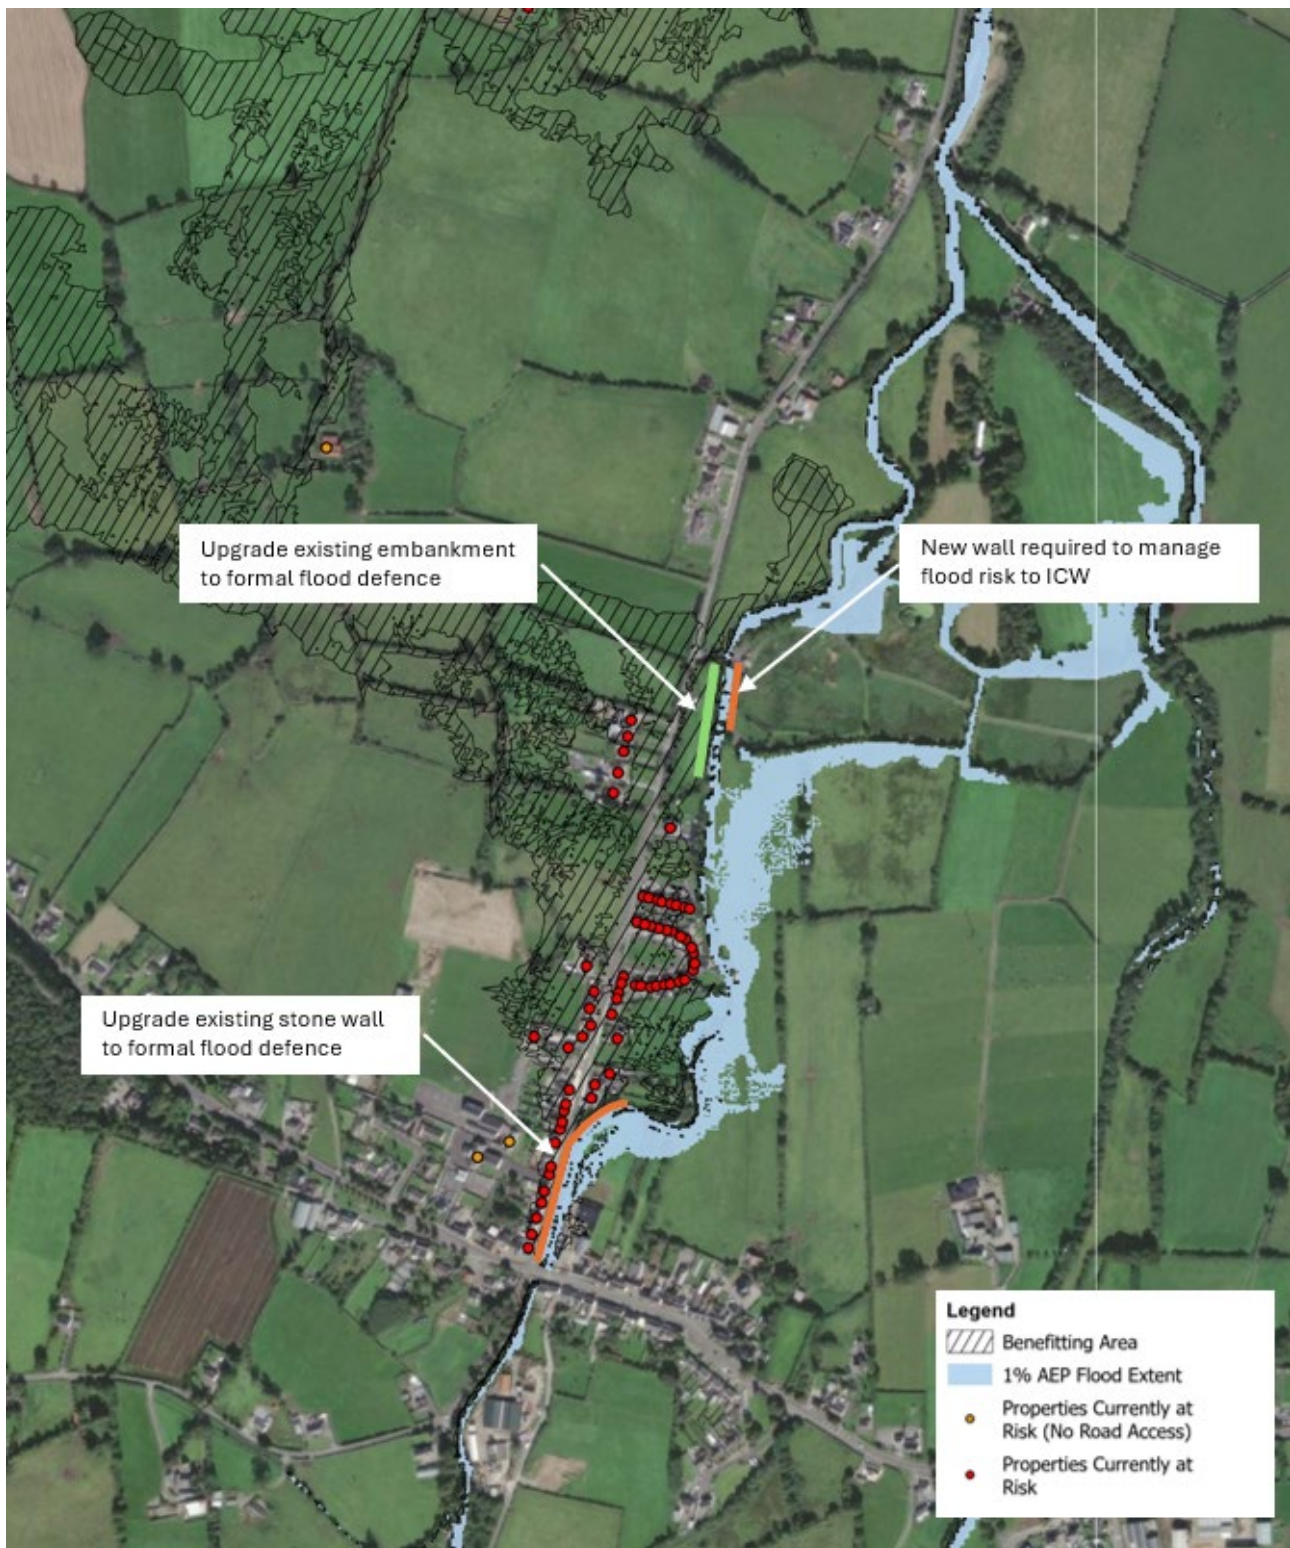 Upgrade existing embankment
to formal flood defence
New wall required to manage
flood risk to ICW
Upgrade existing stone wall
to formal flood defence
Legend
Benefitting Area
1% AEP Flood Extent
Properties Currently at
Risk (No Road Access)
Properties Currently at
Risk